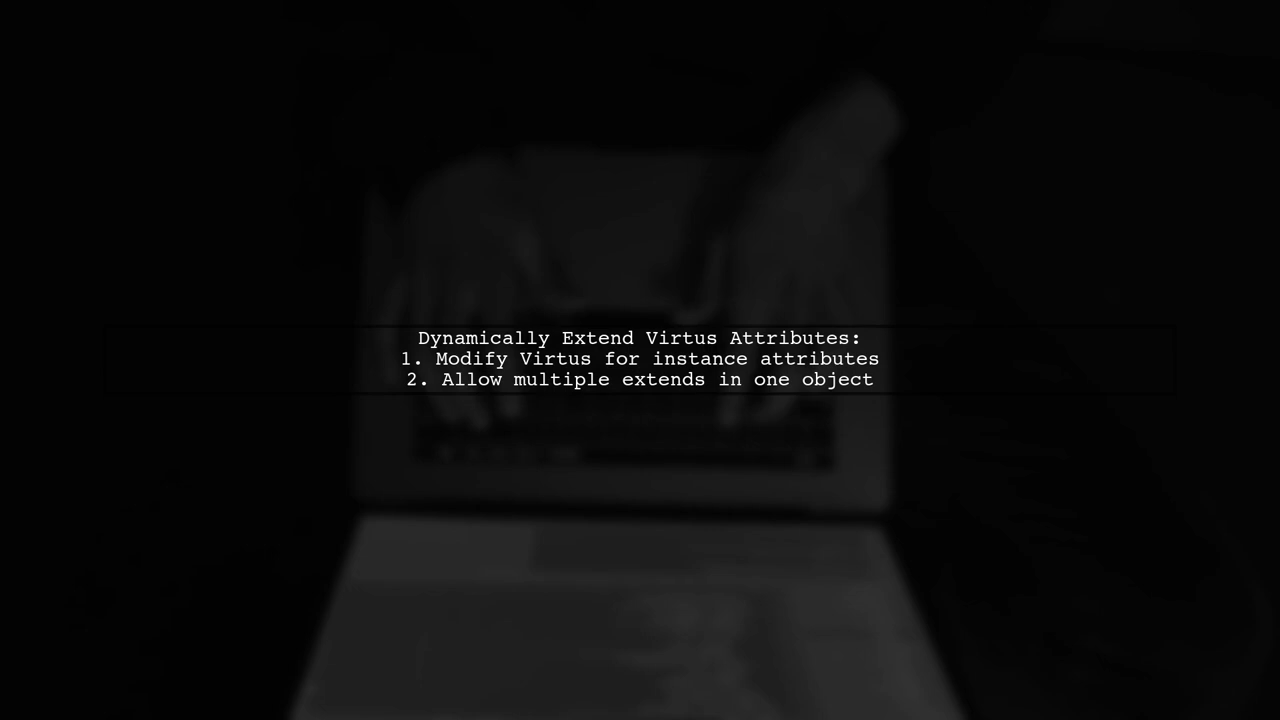 Dynamically Extend Virtus Attributes:
1. Modify Virtus for instance attributes
2. Allow multiple extends in one object